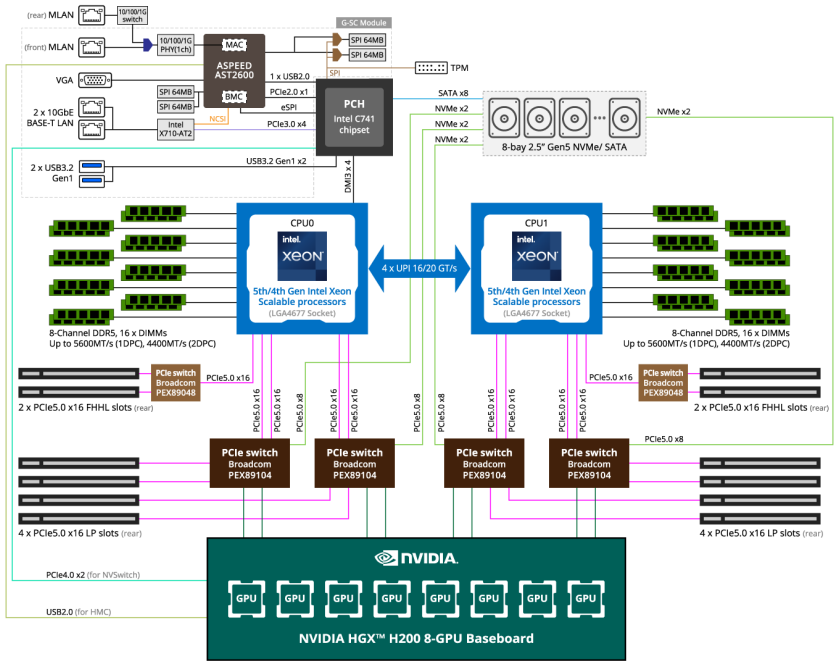 (rear) MLAN
10/100/1G
switch
G-SC Module
(front) MLAN
10/100/1G
PHY(1ch)
MAC
SPI 64MB
SPI 64MB
ASPEED
AST2600
SPI
TPM
VGA
1 x USB2.0
SPI 64MB
SPI 64MB
BMC
PCIe2.0 x1
eSPI
PCH
Intel C741
chipset
SATA x8
2 x 10GbE
BASE-T LAN
Intel
X710-AT2
NCSI
PCIe3.0 x4
NVMe x2
NVMe x2
NVMe x2
NVMe x2
8-bay 2.5” Gen5 NVMe/ SATA
2 x USB3.2
Gen1
USB3.2 Gen1 x2
DMI3 x 4
CPU0
intel.
XEON
5th/4th Gen Intel Xeon
Scalable processors
(LGA4677 Socket)
4 x UPI 16/20 GT/s
CPU1
intel.
XEON
5th/4th Gen Intel Xeon
Scalable processors
(LGA4677 Socket)
8-Channel DDR5, 16 x DIMMs
Up to 5600MT/s (1DPC), 4400MT/s (2DPC)
8-Channel DDR5, 16 x DIMMs
Up to 5600MT/s (1DPC), 4400MT/s (2DPC)
PCIe switch
Broadcom
PEX89048
PCIe5.0 x16
2 x PCIe5.0 x16 FHHL slots (rear)
PCIe5.0 x16
PCIe5.0 x16
PCIe5.0 x8
PCIe5.0 x16
PCIe5.0 x8
PCIe5.0 x8
PCIe5.0 x16
PCIe5.0 x16
PCIe5.0 x16
PCIe5.0 x16
PCIe switch
Broadcom
PEX89048
2 x PCIe5.0 x16 FHHL slots (rear)
PCIe5.0 x8
PCIe switch
Broadcom
PEX89104
PCIe switch
Broadcom
PEX89104
PCIe switch
Broadcom
PEX89104
PCIe switch
Broadcom
PEX89104
4 x PCIe5.0 x16 LP slots (rear)
4 x PCIe5.0 x16 LP slots (rear)
NVIDIA.
PCIe4.0 x2 (for NVSwitch)
GPU GPU GPU GPU GPU GPU GPU GPU
USB2.0 (for HMC)
NVIDIA HGX™ H200 8-GPU Baseboard